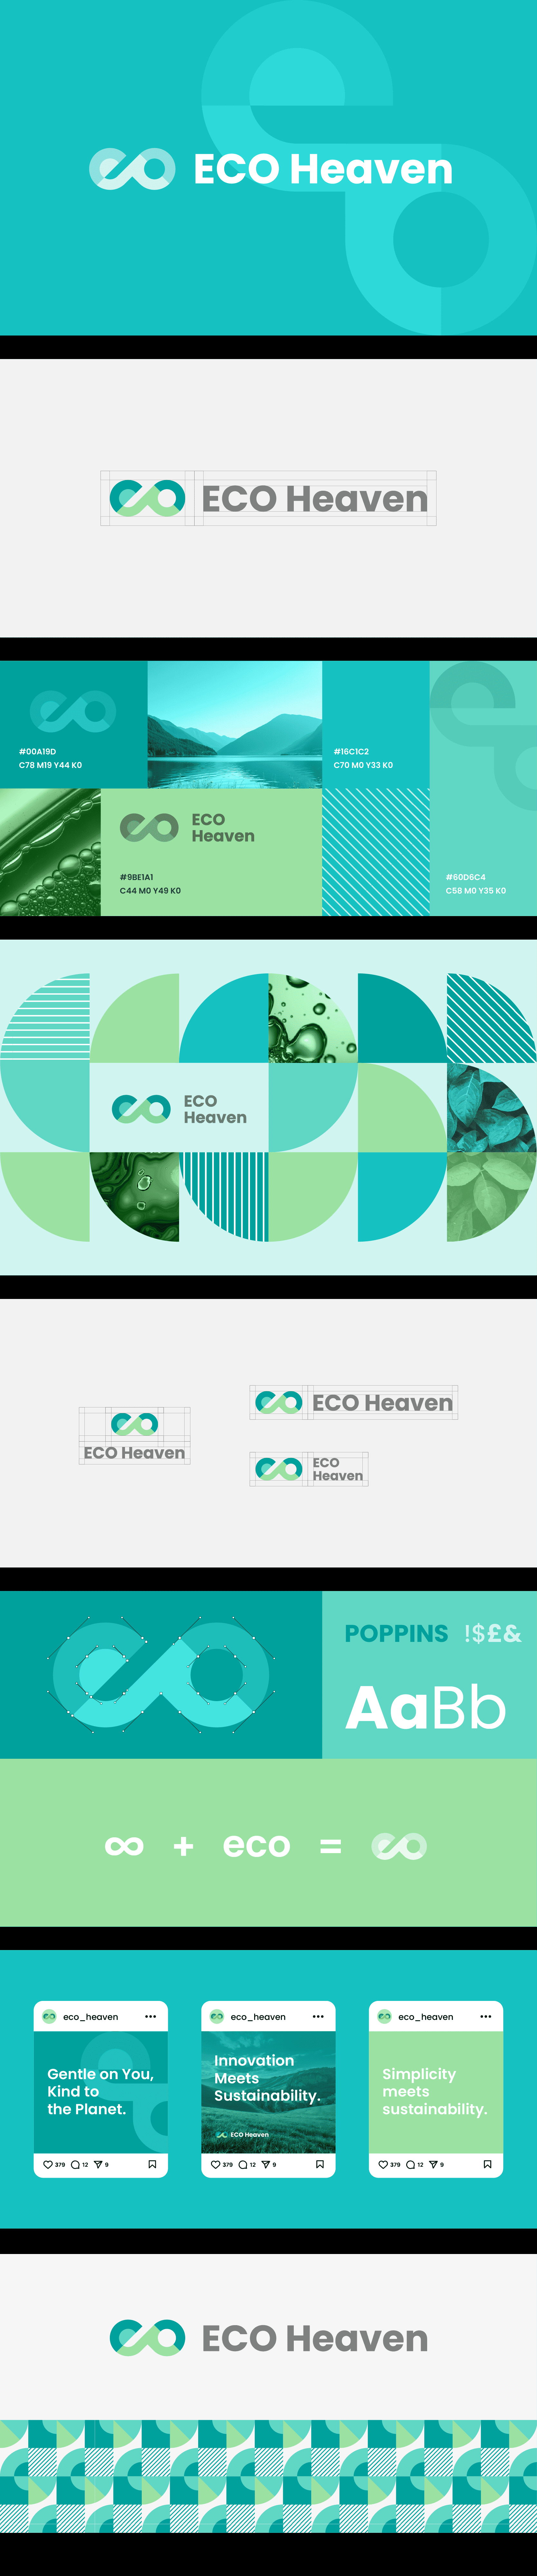 ECO Heaven
ECO Heaven
#00A19D
C78 M19 Y44 K0
#16C1C2
C70 M0 Y33 K0
ECO
Heaven
#9BE1A1
C44 M0 Y49 K0
#60D6C4
C58 M0 Y35 K0
ECO
Heaven
ECO Heaven
ECO Heaven
ECO
Heaven
POPPINS !$£&
AaBb
∞ + eco =
eco_heaven
Gentle on You,
Kind to
the Planet.
379 12 9
eco_heaven
Innovation
Meets
Sustainability.
ECO Heaven
379 12 9
eco_heaven
Simplicity
meets
sustainability.
379 12 9
ECO Heaven